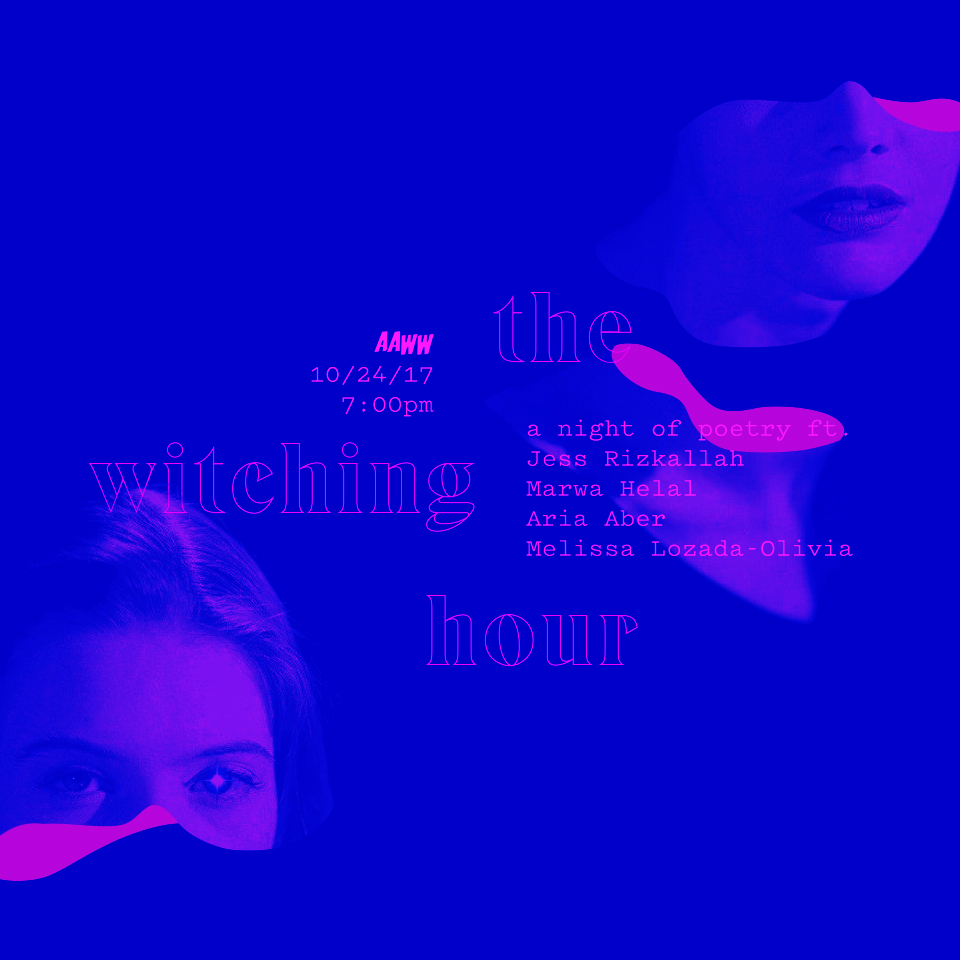 the
AAWW
10/24/17
7:00pm
a night of poetry ft.
Jess Rizkallah
Marwa Helal
Aria Aber
Melissa Lozada-Olivia
witching
hour